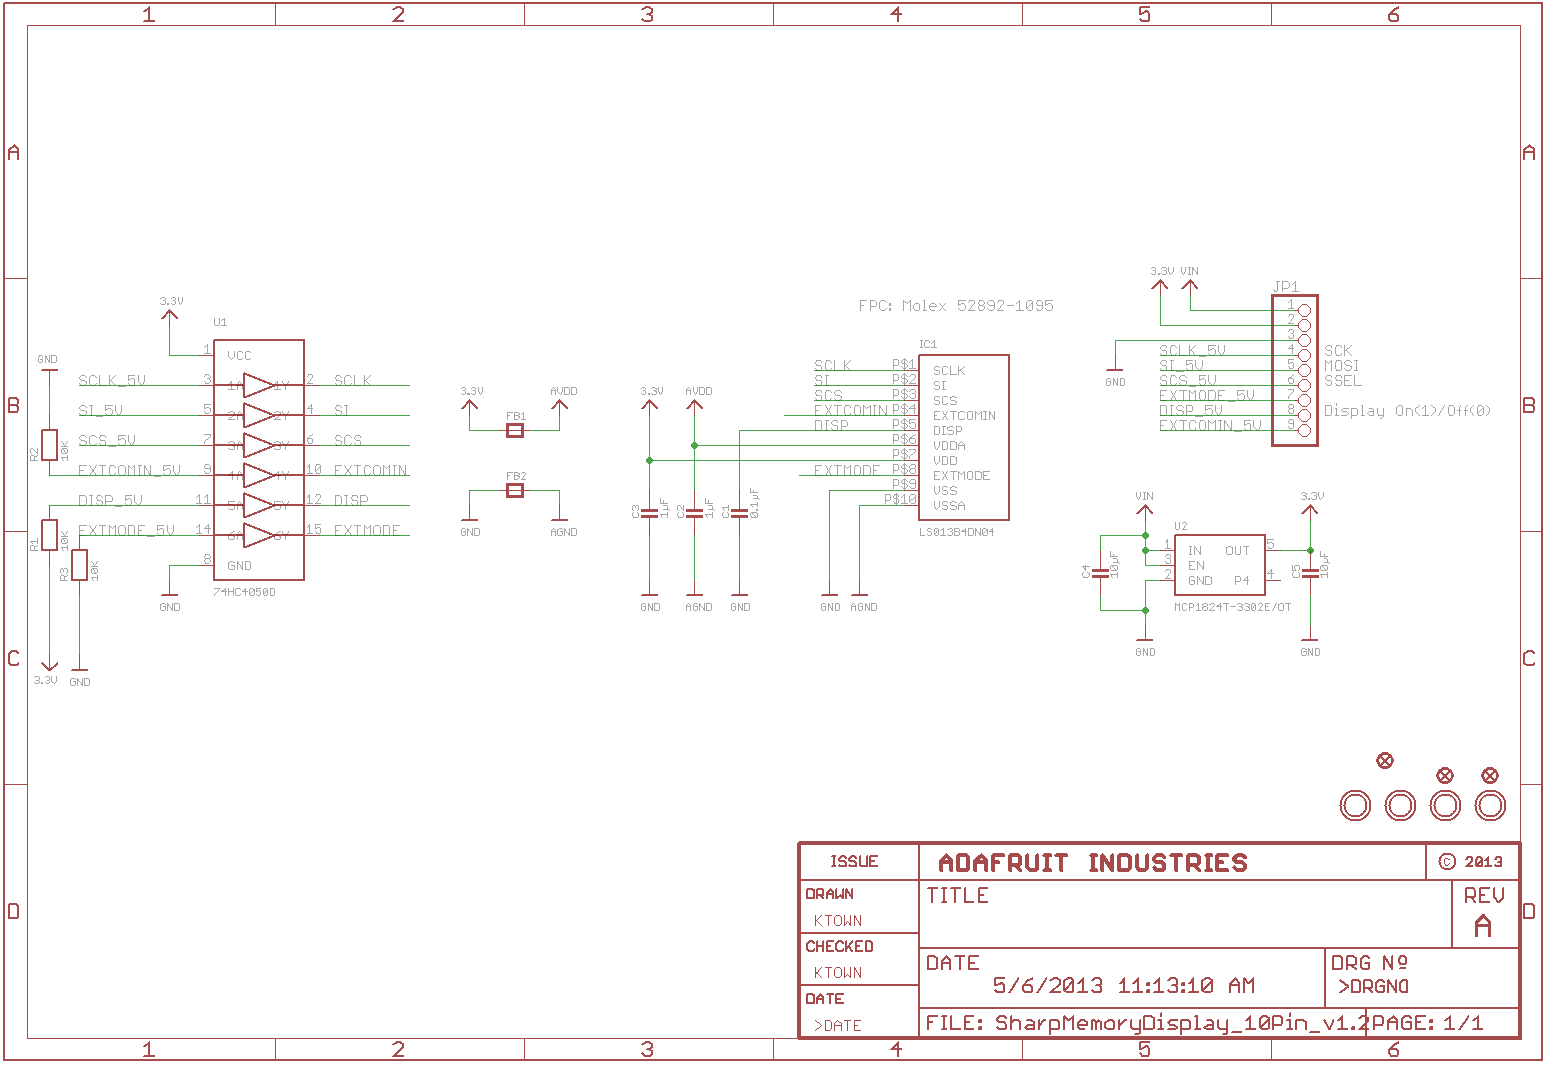 1 2 3 4 5 6
A A
B B
C C
D D
3.3V
U1
GND
1 VCC
SCLK_5V 3 1A 1Y 2 SCLK
SI_5V 5 2A 2Y 4 SI
SCS_5V 7 3A 3Y 6 SCS
EXTCOMIN_5V 9 4A 4Y 10 EXTCOMIN
DISP_5V 11 5A 5Y 12 DISP
EXTMODE_5V 14 6A 6Y 15 EXTMODE
8 GND
74HC4050D
GND
R2 10K
R1 10K
R3 10K
3.3V GND
3.3V AVDD
FB1
FB2
GND AGND
3.3V AVDD
C3 1µF
C2 1µF
C1 0.1µF
GND AGND GND
FPC: Molex 52892-1095
IC1
SCLK P$1 SCLK
SI P$2 SI
SCS P$3 SCS
EXTCOMIN P$4 EXTCOMIN
DISP P$5 DISP
P$6 VDDA
P$7 VDD
EXTMODE P$8 EXTMODE
P$9 VSS
P$10 VSSA
LS013B4DN04
GND AGND
3.3V VIN
JP1
1
2
3
SCLK_5V 4 SCK
SI_5V 5 MOSI
SCS_5V 6 SSEL
EXTMODE_5V 7
DISP_5V 8 Display On(1)/Off(0)
EXTCOMIN_5V 9
GND
VIN 3.3V
U2
1 IN OUT 5
3 EN
2 GND P4 4
MCP1824T-3302E/OT
C4 10µF
C5 10µF
GND GND
ISSUE ADAFRUIT INDUSTRIES © 2013
DRAWN
KTOWN
TITLE
REV
A
CHECKED
KTOWN
DATE
5/6/2013 11:13:10 AM
DRG Nº
>DRGNO
DATE
>DATE
FILE: SharpMemoryDisplay_10Pin_v1.2 PAGE: 1/1
1 2 3 4 5 6